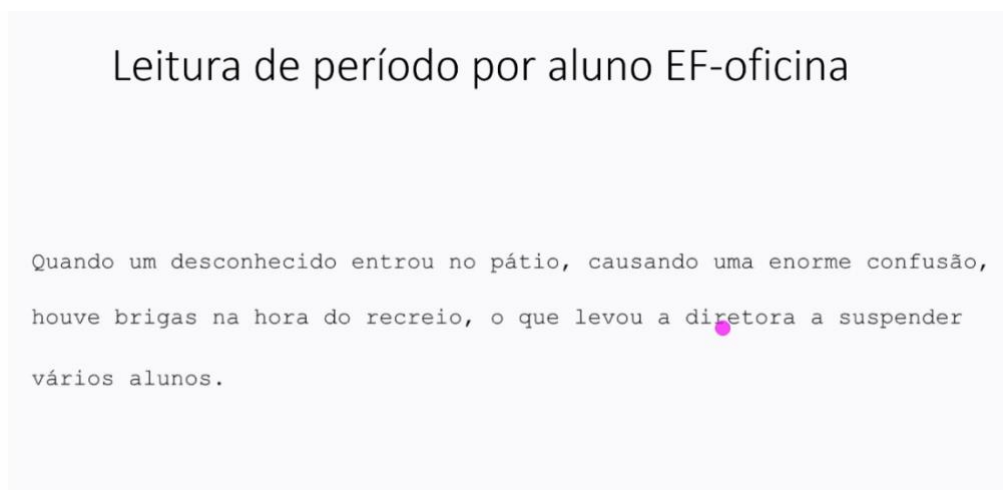 Leitura de período por aluno EF-oficina
Quando um desconhecido entrou no pátio, causando uma enorme confusão,
houve brigas na hora do recreio, o que levou a diretora a suspender
vários alunos.